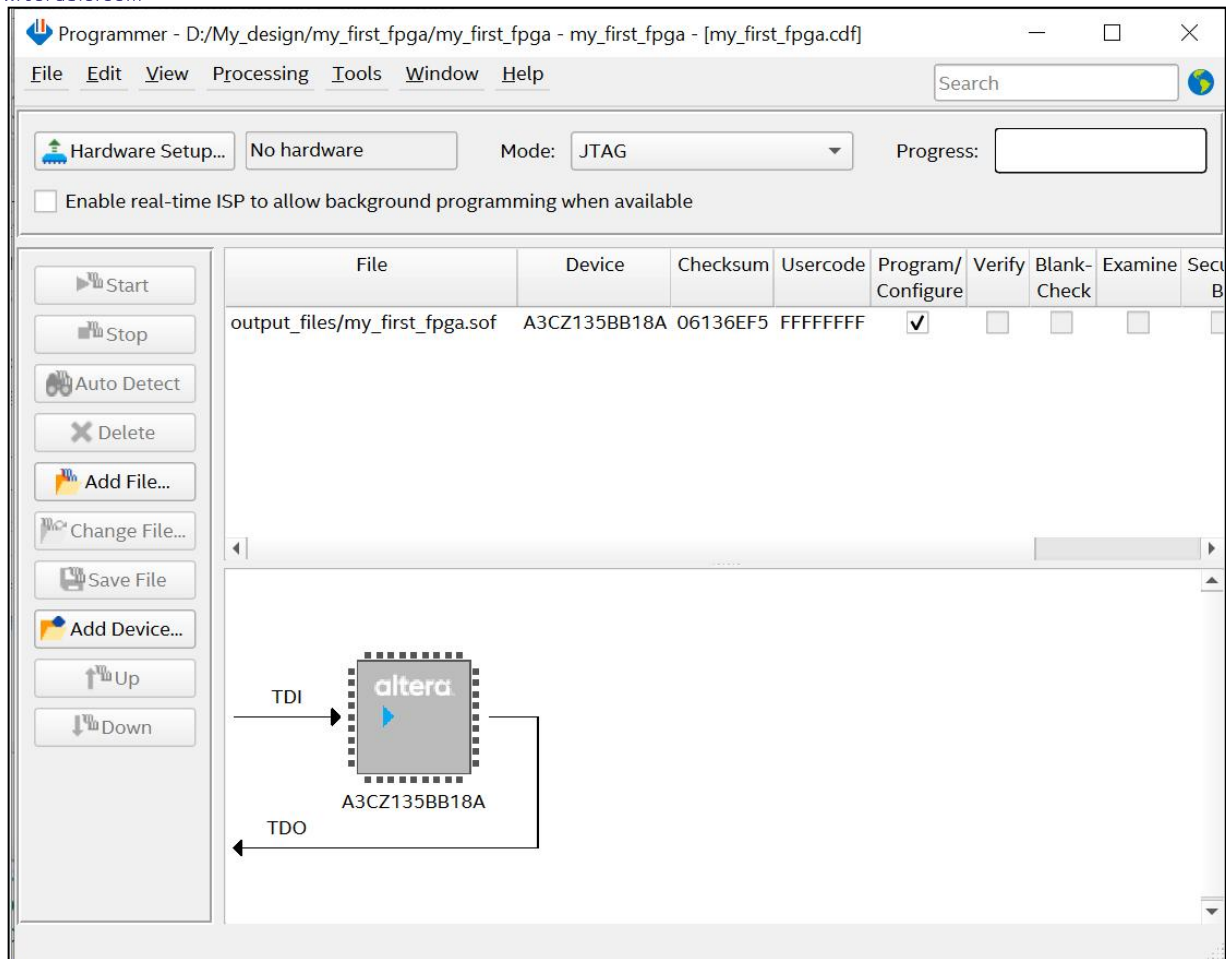 Programmer - D:/My_design/my_first_fpga/my_first_fpga - my_first_fpga - [my_first_fpga.cdf]
File Edit View Processing Tools Window Help
Search
Hardware Setup... No hardware Mode: JTAG Progress:
Enable real-time ISP to allow background programming when available
Start
Stop
Auto Detect
Delete
Add File...
Change File...
Save File
Add Device...
Up
Down
File Device Checksum Usercode Program/ Verify Blank- Examine Secu
Configure Check B
output_files/my_first_fpga.sof A3CZ135BB18A 06136EF5 FFFFFFFF
TDI
altera
A3CZ135BB18A
TDO